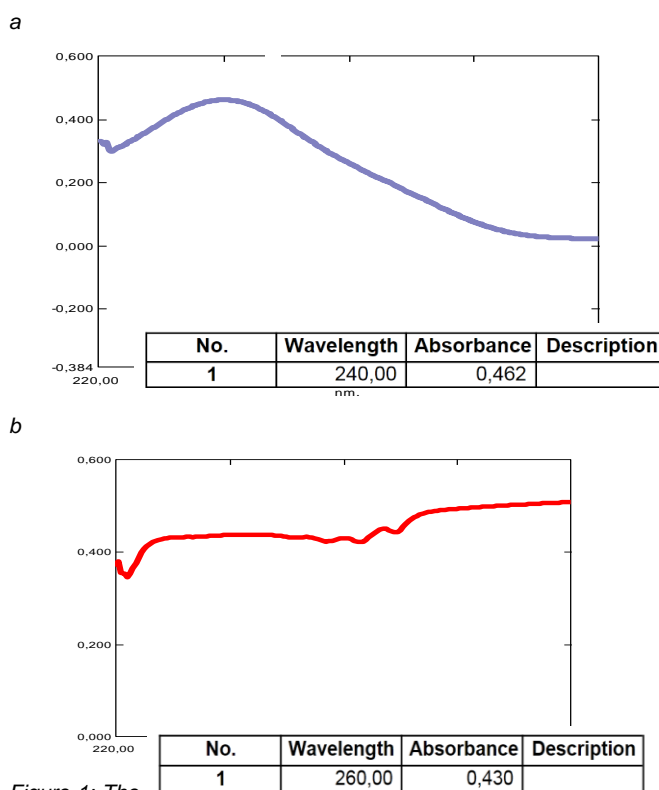 a
0,600
0,400
0,200
0,000
-0,200
-0,384
220,00
No. Wavelength Absorbance Description
1 240,00 0,462
nm.
b
0,600
0,400
0,200
0,000
220,00
No. Wavelength Absorbance Description
1 260,00 0,430
Figure 1: The